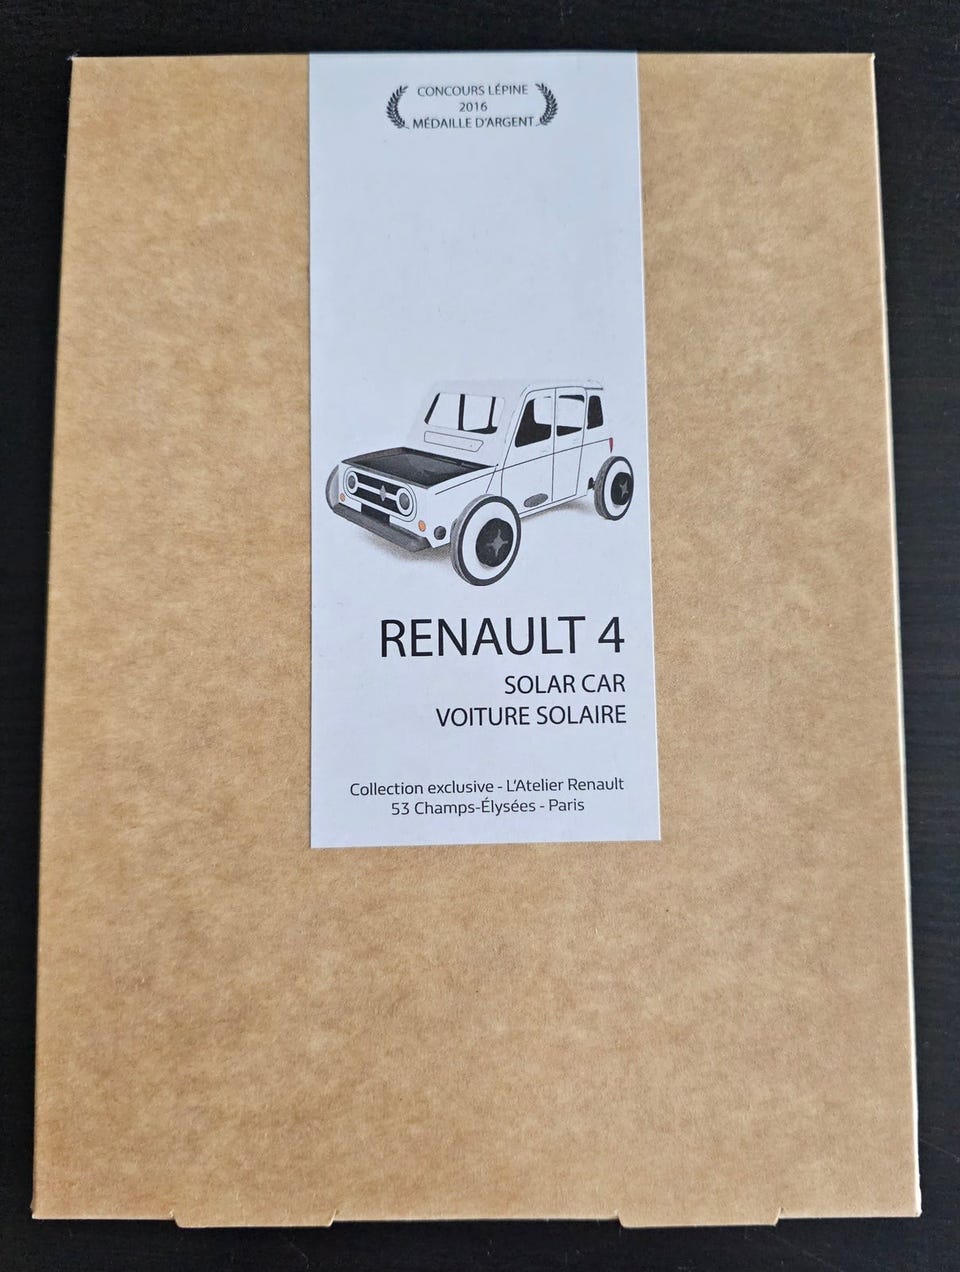 CONCOURS LÉPINE
2016
MÉDAILLE D'ARGENT
RENAULT 4
SOLAR CAR
VOITURE SOLAIRE
Collection exclusive - L'Atelier Renault
53 Champs-Élysées - Paris